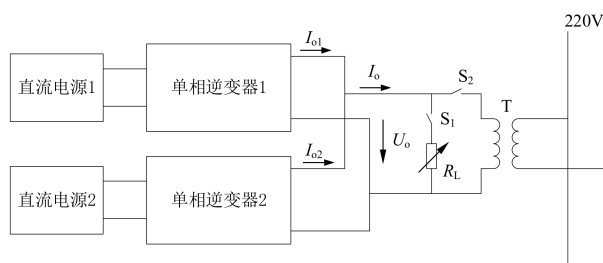 220V
I_o1
直流电源1
单相逆变器1
I_o
S_2
T
S_1
U_o
R_L
I_o2
直流电源2
单相逆变器2